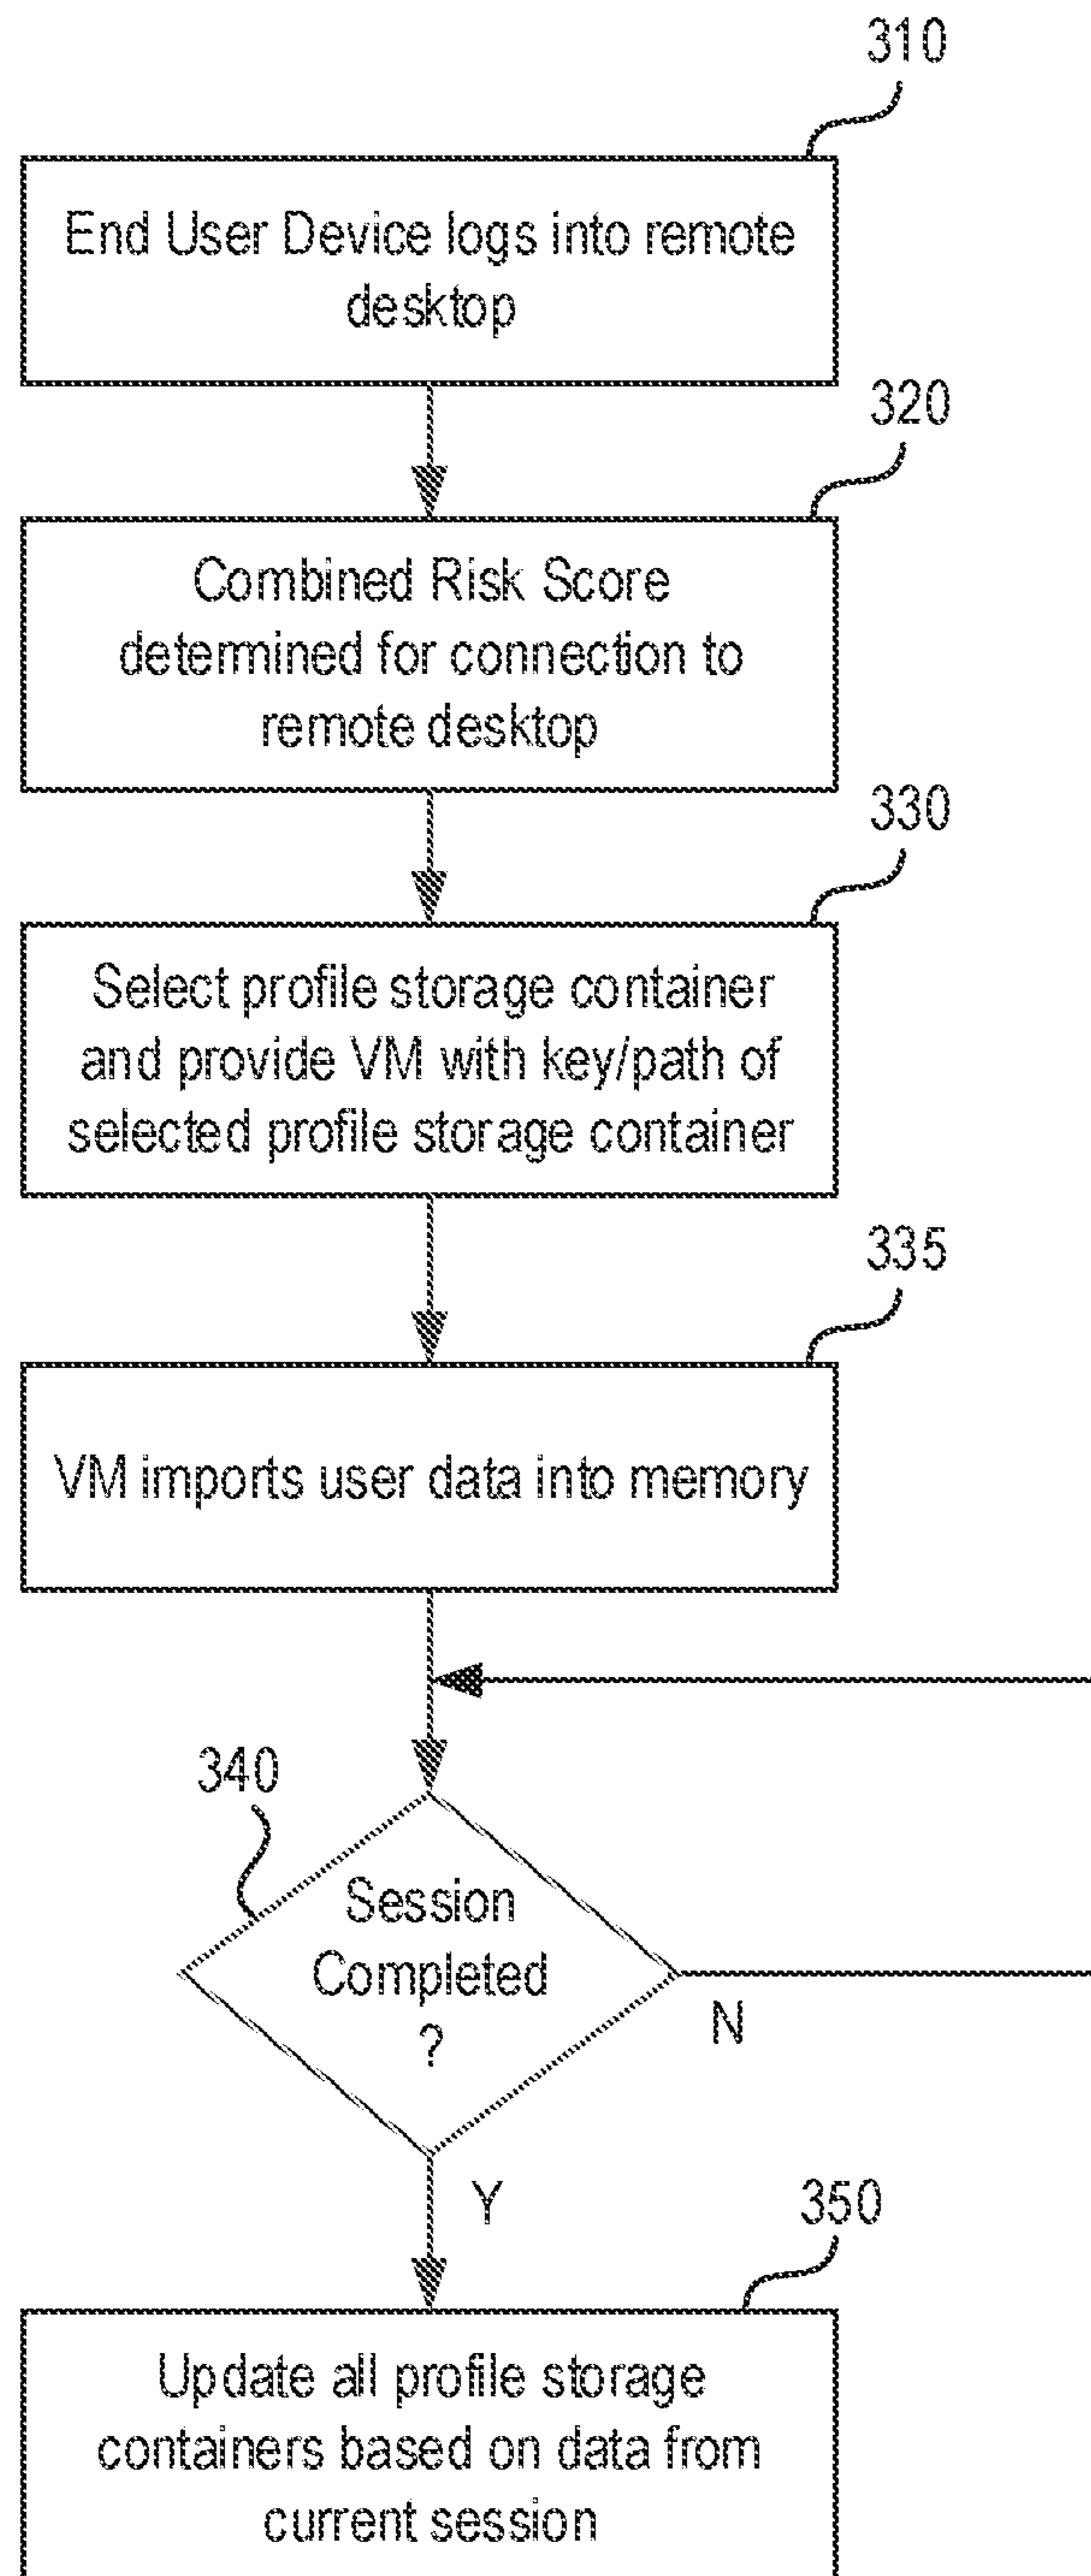 310
End User Device logs into remote
desktop
320
Combined Risk Score
determined for connection to
remote desktop
330
Select profile storage container
and provide VM with key/path of
selected profile storage container
335
VM imports user data into memory
340
Session
Completed
?
N
Y
350
Update all profile storage
containers based on data from
current session